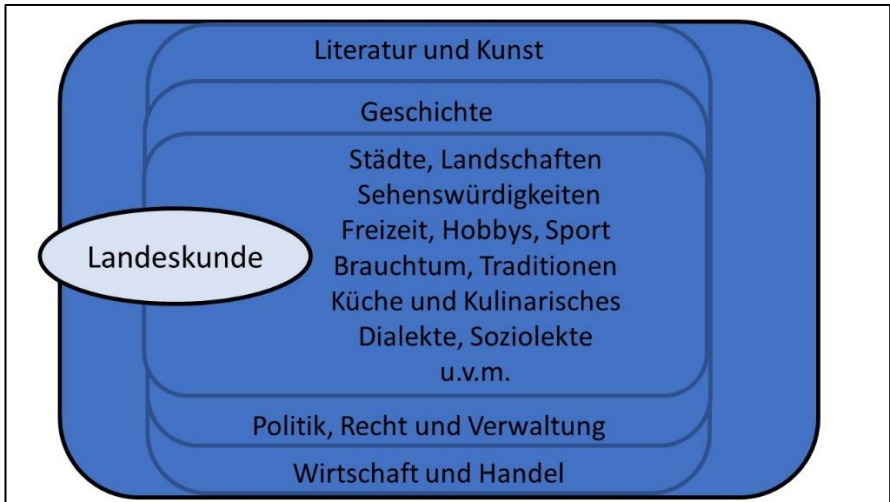 Literatur und Kunst
Geschichte
Städte, Landschaften
Sehenswürdigkeiten
Freizeit, Hobbys, Sport
Landeskunde
Brauchtum, Traditionen
Küche und Kulinarisches
Dialekte, Soziolekte
u.v.m.
Politik, Recht und Verwaltung
Wirtschaft und Handel